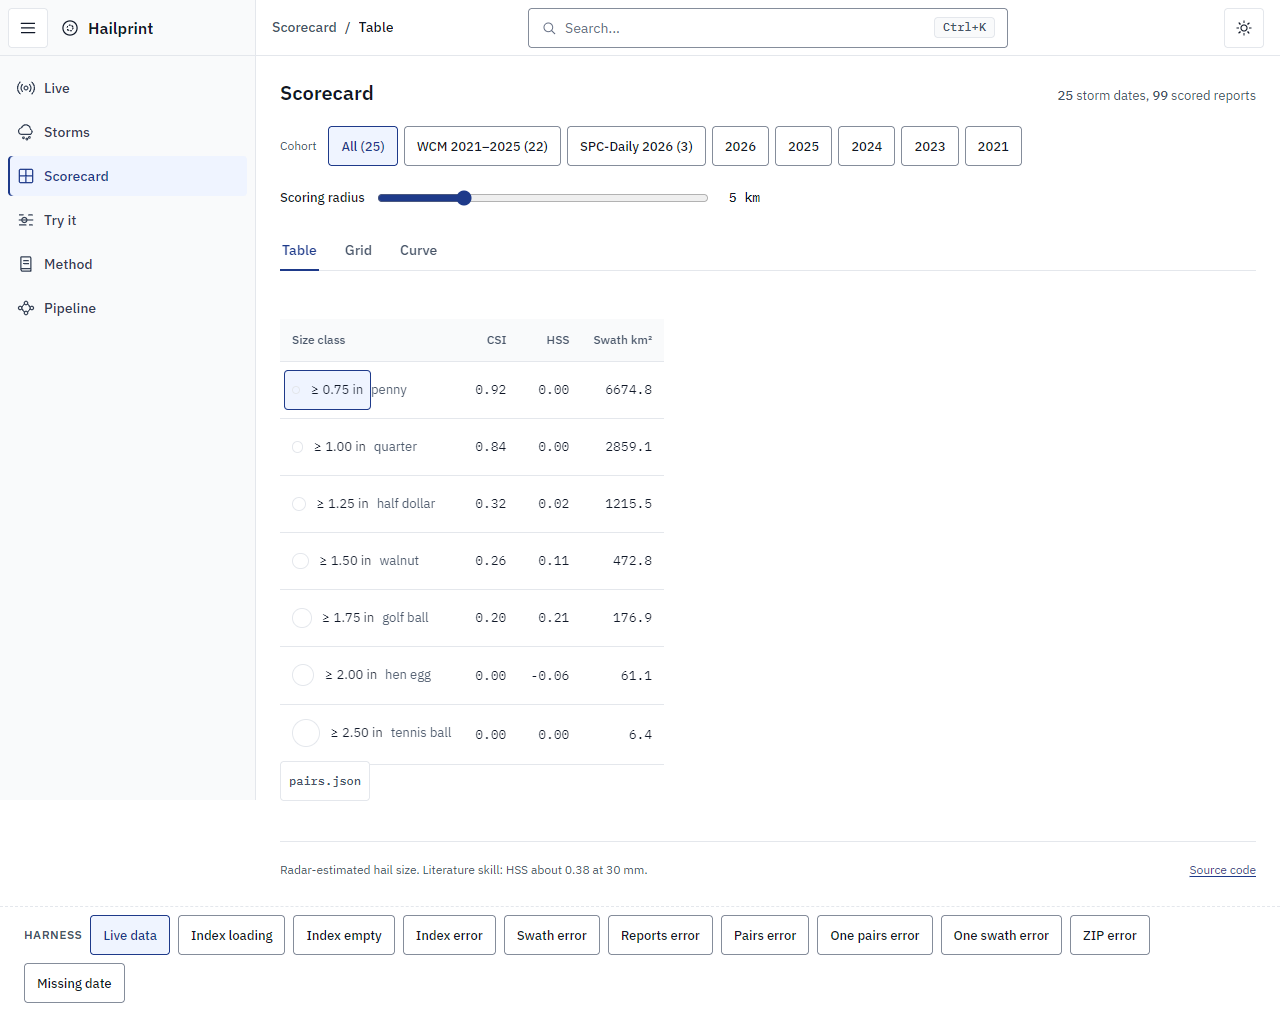 Hailprint
Scorecard / Table
Search...
Ctrl+K
Live
Storms
Scorecard
Try it
Method
Pipeline
Scorecard
25 storm dates, 99 scored reports
Cohort
All (25)
WCM 2021–2025 (22)
SPC-Daily 2026 (3)
2026
2025
2024
2023
2021
Scoring radius
5 km
Table
Grid
Curve
Size class CSI HSS Swath km²
≥ 0.75 in penny 0.92 0.00 6674.8
≥ 1.00 in quarter 0.84 0.00 2859.1
≥ 1.25 in half dollar 0.32 0.02 1215.5
≥ 1.50 in walnut 0.26 0.11 472.8
≥ 1.75 in golf ball 0.20 0.21 176.9
≥ 2.00 in hen egg 0.00 -0.06 61.1
≥ 2.50 in tennis ball 0.00 0.00 6.4
pairs.json
Radar-estimated hail size. Literature skill: HSS about 0.38 at 30 mm.
Source code
HARNESS
Live data
Index loading
Index empty
Index error
Swath error
Reports error
Pairs error
One pairs error
One swath error
ZIP error
Missing date